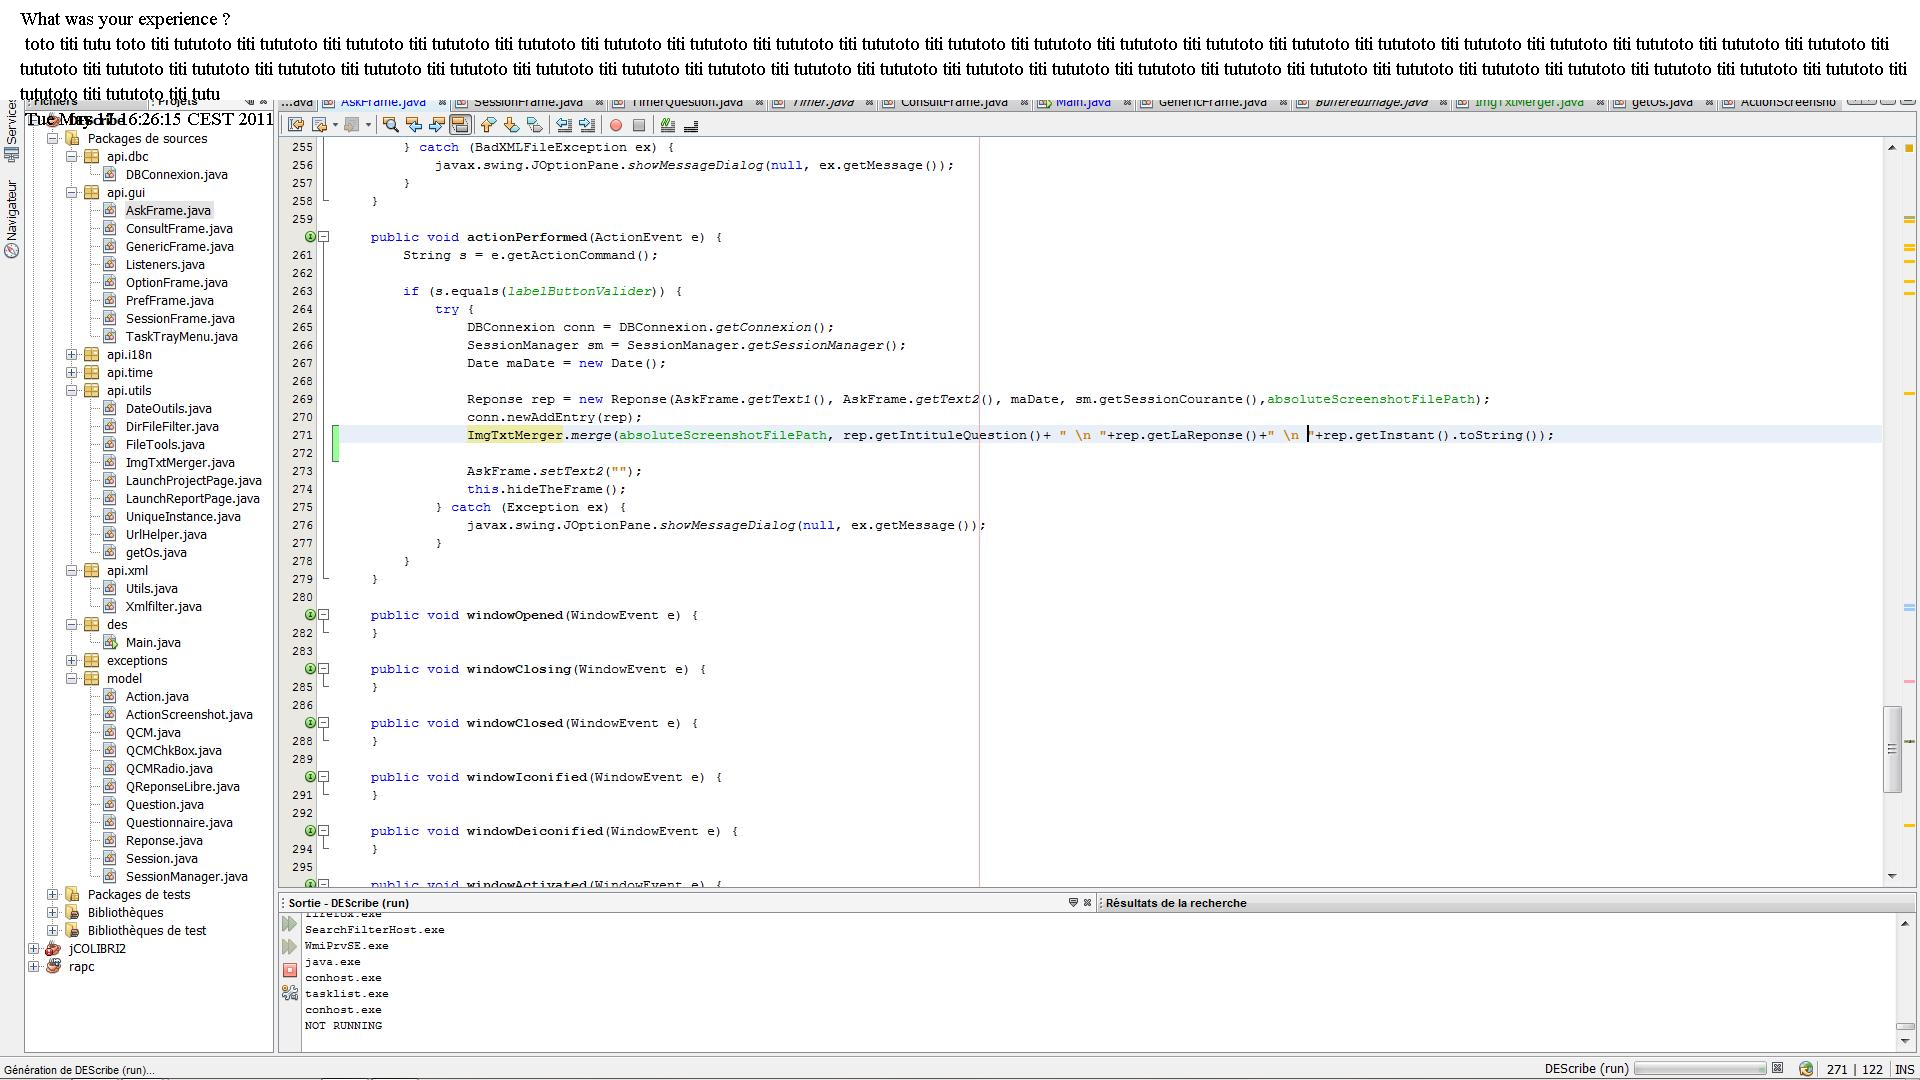 What was your experience ?
toto titi tutu toto titi tututoto titi tututoto titi tututoto titi tututoto titi tututoto titi tututoto titi tututoto titi tututoto titi tututoto titi tututoto titi tututoto titi tututoto titi tututoto titi tututoto titi tututoto titi tututoto titi tututoto titi tututoto titi tututoto titi tututoto titi
tututoto titi tututoto titi tututoto titi tututoto titi tututoto titi tututoto titi tututoto titi tututoto titi tututoto titi tututoto titi tututoto titi tututoto titi tututoto titi tututoto titi tututoto titi tututoto titi tututoto titi tututoto titi tututoto titi tututoto titi tututoto titi tututoto titi
tututoto titi tututoto titi tutu
Fichiers
Projets
...ava
AskFrame.java
SessionFrame.java
TimerQuestion.java
Timer.java
ConsultFrame.java
Main.java
GenericFrame.java
BufferedImage.java
ImgTxtMerger.java
getOs.java
ActionScreensho
Services
Navigateur
Tue May 17 16:26:15 CEST 2011
Packages de sources
api.dbc
DBConnexion.java
api.gui
AskFrame.java
ConsultFrame.java
GenericFrame.java
Listeners.java
OptionFrame.java
PrefFrame.java
SessionFrame.java
TaskTrayMenu.java
api.i18n
api.time
api.utils
DateOutils.java
DirFileFilter.java
FileTools.java
ImgTxtMerger.java
LaunchProjectPage.java
LaunchReportPage.java
UniqueInstance.java
UrlHelper.java
getOs.java
api.xml
Utils.java
Xmlfilter.java
des
Main.java
exceptions
model
Action.java
ActionScreenshot.java
QCM.java
QCMChkBox.java
QCMRadio.java
QReponseLibre.java
Question.java
Questionnaire.java
Reponse.java
Session.java
SessionManager.java
Packages de tests
Bibliothèques
Bibliothèques de test
jCOLIBRI2
rapc
255 } catch (BadXMLFileException ex) {
256 javax.swing.JOptionPane.showMessageDialog(null, ex.getMessage());
257 }
258 }
259
public void actionPerformed(ActionEvent e) {
261 String s = e.getActionCommand();
262
263 if (s.equals(labelButtonValider)) {
264 try {
265 DBConnexion conn = DBConnexion.getConnexion();
266 SessionManager sm = SessionManager.getSessionManager();
267 Date maDate = new Date();
268
269 Reponse rep = new Reponse(AskFrame.getText1(), AskFrame.getText2(), maDate, sm.getSessionCourante(),absoluteScreenshotFilePath);
270 conn.newAddEntry(rep);
271 ImgTxtMerger.merge(absoluteScreenshotFilePath, rep.getIntituleQuestion()+ " \n "+rep.getLaReponse()+" \n "+rep.getInstant().toString());
272
273 AskFrame.setText2("");
274 this.hideTheFrame();
275 } catch (Exception ex) {
276 javax.swing.JOptionPane.showMessageDialog(null, ex.getMessage());
277 }
278 }
279 }
280
public void windowOpened(WindowEvent e) {
282 }
283
public void windowClosing(WindowEvent e) {
285 }
286
public void windowClosed(WindowEvent e) {
288 }
289
public void windowIconified(WindowEvent e) {
291 }
292
public void windowDeiconified(WindowEvent e) {
294 }
295
public void windowActivated(WindowEvent e) {
Sortie - DEScribe (run)
Résultats de la recherche
firefox.exe
SearchFilterHost.exe
WmiPrvSE.exe
java.exe
conhost.exe
tasklist.exe
conhost.exe
NOT RUNNING
Génération de DEScribe (run)...
DEScribe (run)
271 | 122
INS